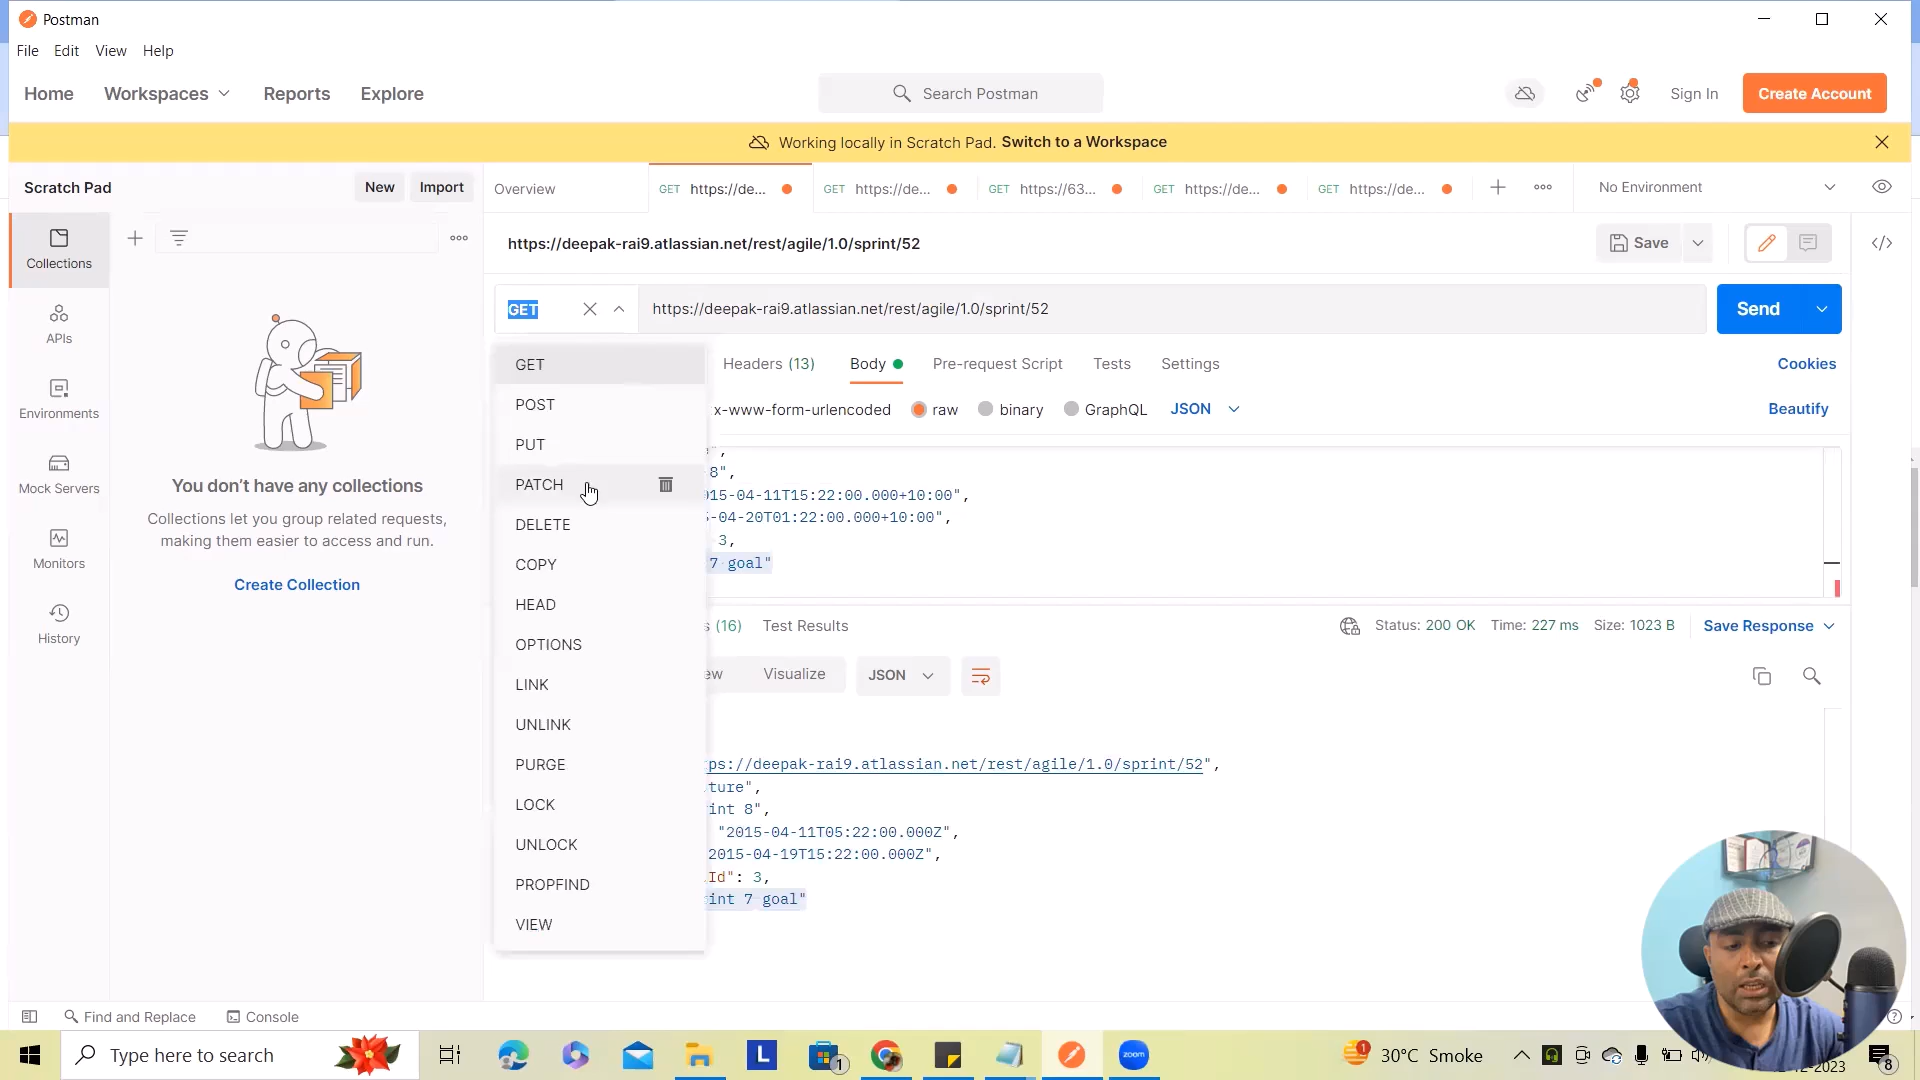 Postman
File Edit View Help
Home Workspaces Reports Explore
Search Postman
Sign In
Create Account
Working locally in Scratch Pad. Switch to a Workspace
Scratch Pad
New
Import
Overview
GET https://de...
GET https://de...
GET https://63...
GET https://de...
GET https://de...
No Environment
Collections
APIs
Environments
Mock Servers
Monitors
History
You don't have any collections
Collections let you group related requests,
making them easier to access and run.
Create Collection
https://deepak-rai9.atlassian.net/rest/agile/1.0/sprint/52
Save
GET
https://deepak-rai9.atlassian.net/rest/agile/1.0/sprint/52
Send
GET
POST
PUT
PATCH
DELETE
COPY
HEAD
OPTIONS
LINK
UNLINK
PURGE
LOCK
UNLOCK
PROPFIND
VIEW
Headers (13) Body Pre-request Script Tests Settings
Cookies
x-www-form-urlencoded raw binary GraphQL JSON
Beautify
8",
15-04-11T15:22:00.000+10:00",
-04-20T01:22:00.000+10:00",
3,
7 goal"
s (16) Test Results
Status: 200 OK Time: 227 ms Size: 1023 B
Save Response
ew Visualize JSON
ps://deepak-rai9.atlassian.net/rest/agile/1.0/sprint/52",
ture",
int 8",
"2015-04-11T05:22:00.000Z",
2015-04-19T15:22:00.000Z",
Id": 3,
int 7 goal"
Find and Replace
Console
Type here to search
L
1
zoom
1
30°C Smoke
-2023
8